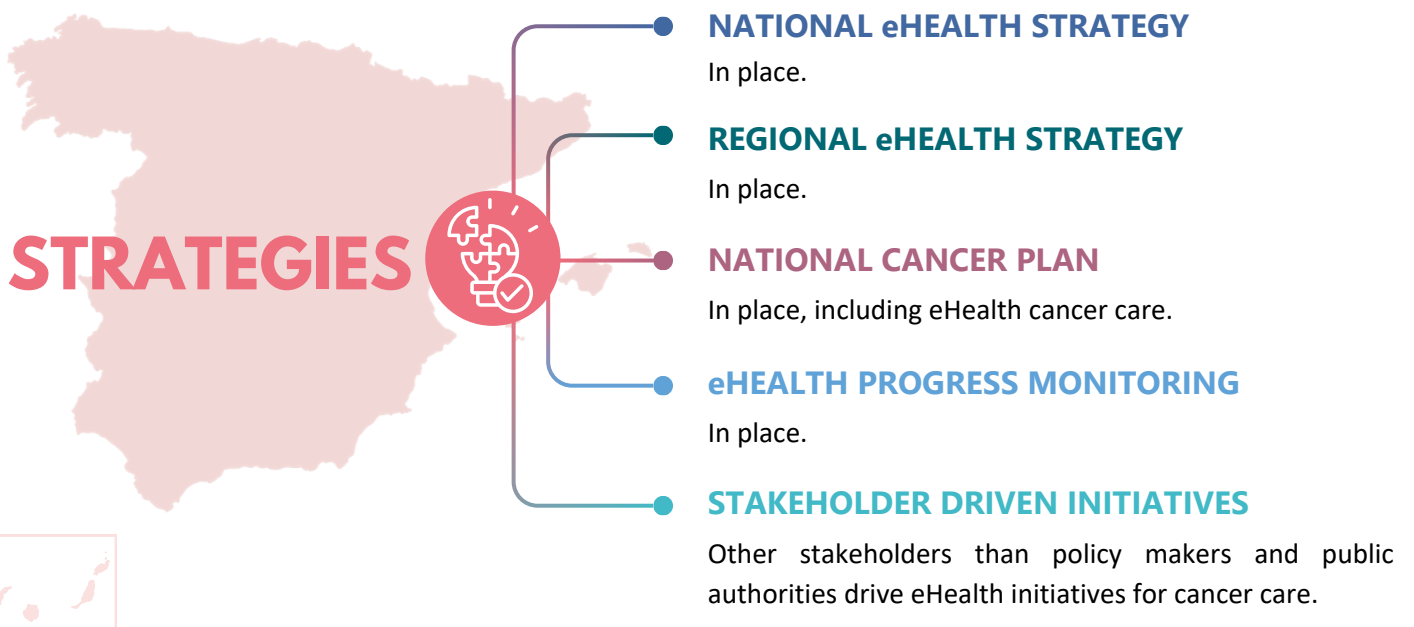 STRATEGIES
NATIONAL eHEALTH STRATEGY
In place.
REGIONAL eHEALTH STRATEGY
In place.
NATIONAL CANCER PLAN
In place, including eHealth cancer care.
eHEALTH PROGRESS MONITORING
In place.
STAKEHOLDER DRIVEN INITIATIVES
Other stakeholders than policy makers and public
authorities drive eHealth initiatives for cancer care.